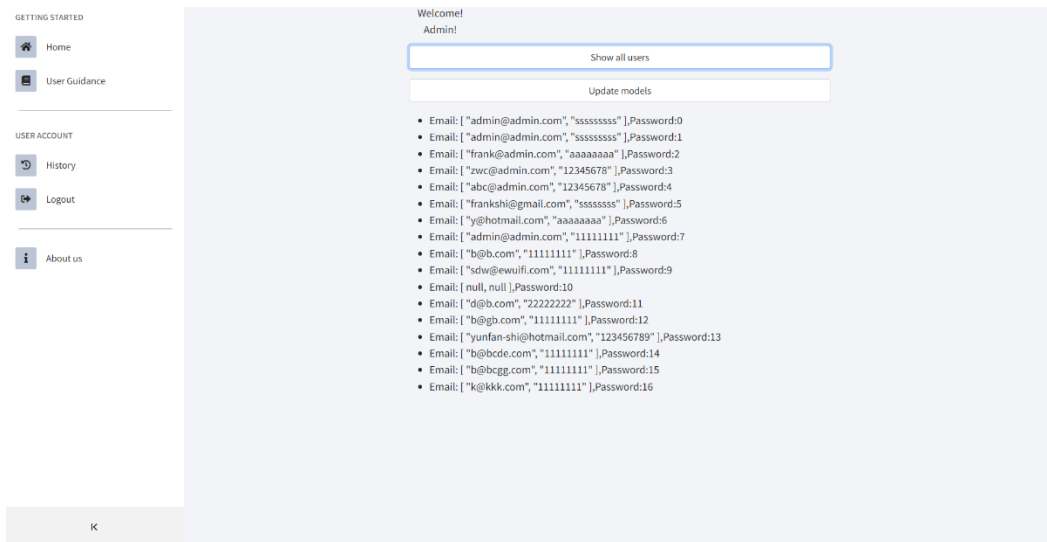 GETTING STARTED
Home
User Guidance
USER ACCOUNT
History
Logout
About us
Welcome!
Admin!
Show all users
Update models
Email: [ "admin@admin.com", "sssssssss" ],Password:0
Email: [ "admin@admin.com", "sssssssss" ],Password:1
Email: [ "frank@admin.com", "aaaaaaaa" ],Password:2
Email: [ "zwc@admin.com", "12345678" ],Password:3
Email: [ "abc@admin.com", "12345678" ],Password:4
Email: [ "frankshi@gmail.com", "ssssssss" ],Password:5
Email: [ "y@hotmail.com", "aaaaaaaa" ],Password:6
Email: [ "admin@admin.com", "11111111" ],Password:7
Email: [ "b@b.com", "11111111" ],Password:8
Email: [ "sdw@ewuifi.com", "11111111" ],Password:9
Email: [ null, null ],Password:10
Email: [ "d@b.com", "22222222" ],Password:11
Email: [ "b@gb.com", "11111111" ],Password:12
Email: [ "yunfan-shi@hotmail.com", "123456789" ],Password:13
Email: [ "b@bcde.com", "11111111" ],Password:14
Email: [ "b@bcgg.com", "11111111" ],Password:15
Email: [ "k@kkk.com", "11111111" ],Password:16